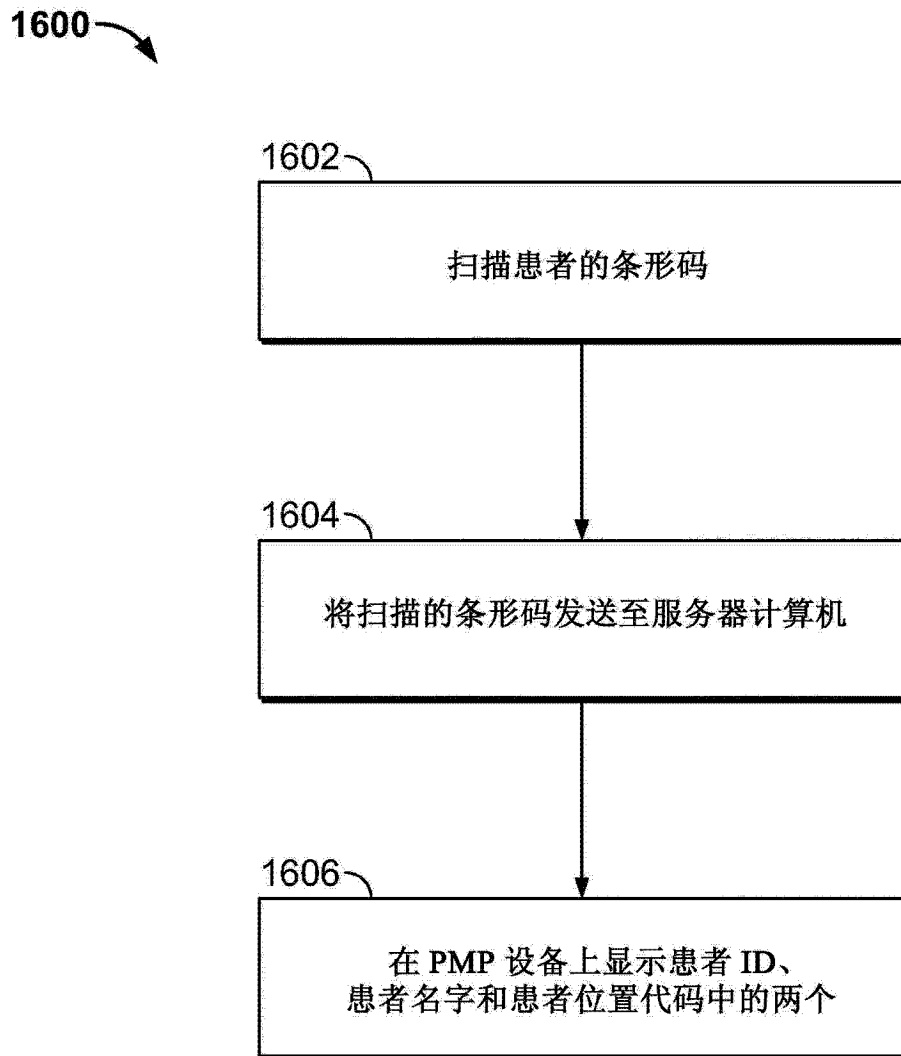 1600
1602
扫描患者的条形码
1604
将扫描的条形码发送至服务器计算机
1606
在 PMP 设备上显示患者 ID、
患者名字和患者位置代码中的两个